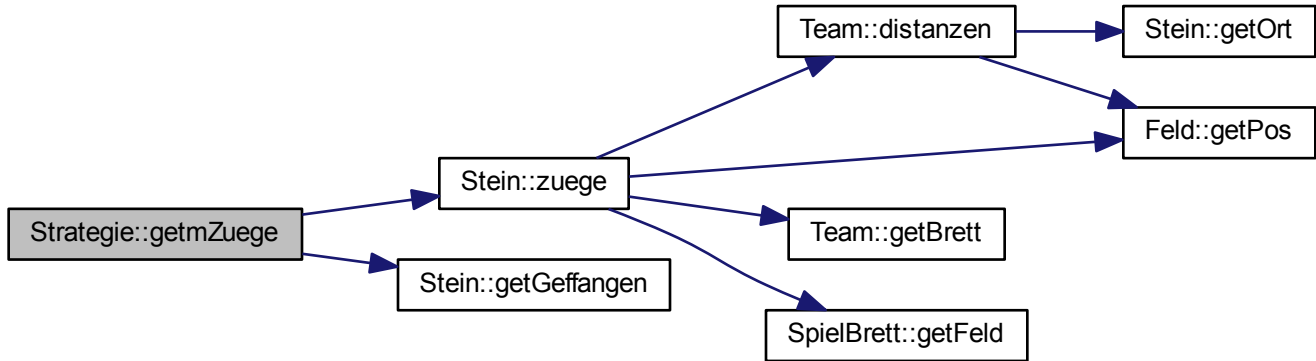 Team::distanzen
Stein::getOrt
Feld::getPos
Stein::zuege
Team::getBrett
Strategie::getmZuege
Stein::getGeffangen
SpielBrett::getFeld